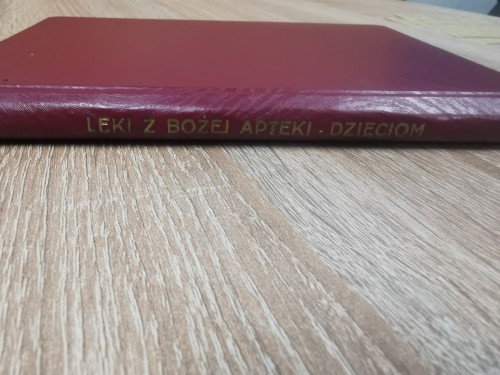 LEKI Z BOŻEJ APTEKI · DZIECIOM